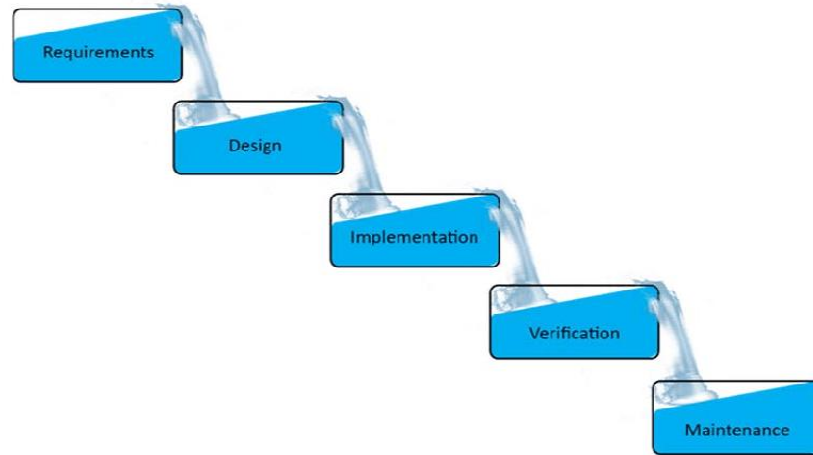 Requirements
Design
Implementation
Verification
Maintenance